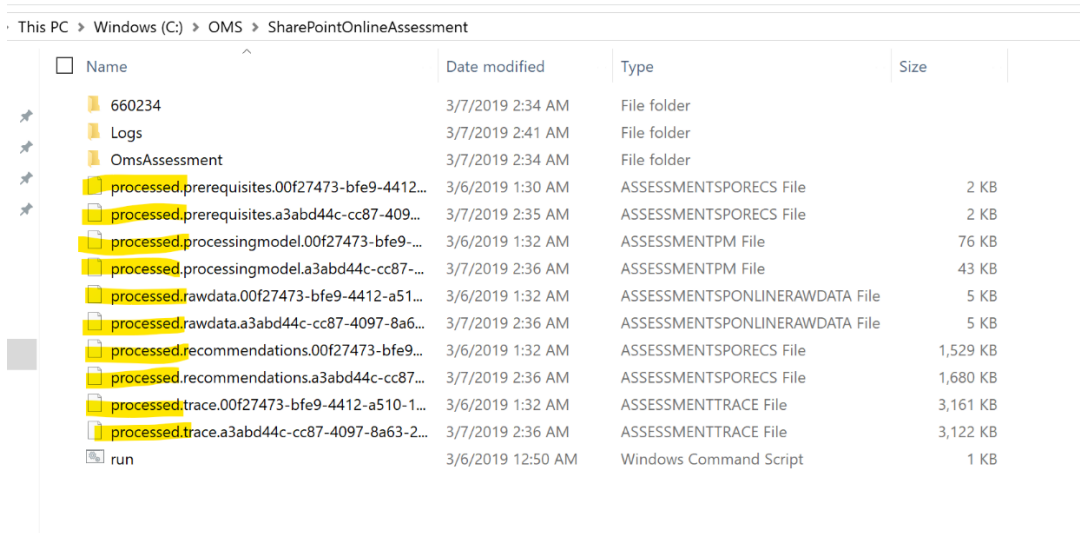 This PC > Windows (C:) > OMS > SharePointOnlineAssessment
Name Date modified Type Size
660234 3/7/2019 2:34 AM File folder
Logs 3/7/2019 2:41 AM File folder
OmsAssessment 3/7/2019 2:34 AM File folder
processed.prerequisites.00f27473-bfe9-4412... 3/6/2019 1:30 AM ASSESSMENTSPORECS File 2 KB
processed.prerequisites.a3abd44c-cc87-409... 3/7/2019 2:35 AM ASSESSMENTSPORECS File 2 KB
processed.processingmodel.00f27473-bfe9-... 3/6/2019 1:32 AM ASSESSMENTPM File 76 KB
processed.processingmodel.a3abd44c-cc87-... 3/7/2019 2:36 AM ASSESSMENTPM File 43 KB
processed.rawdata.00f27473-bfe9-4412-a51... 3/6/2019 1:32 AM ASSESSMENTSPONLINERAWDATA File 5 KB
processed.rawdata.a3abd44c-cc87-4097-8a6... 3/7/2019 2:36 AM ASSESSMENTSPONLINERAWDATA File 5 KB
processed.recommendations.00f27473-bfe9... 3/6/2019 1:32 AM ASSESSMENTSPORECS File 1,529 KB
processed.recommendations.a3abd44c-cc87... 3/7/2019 2:36 AM ASSESSMENTSPORECS File 1,680 KB
processed.trace.00f27473-bfe9-4412-a510-1... 3/6/2019 1:32 AM ASSESSMENTTRACE File 3,161 KB
processed.trace.a3abd44c-cc87-4097-8a63-2... 3/7/2019 2:36 AM ASSESSMENTTRACE File 3,122 KB
run 3/6/2019 12:50 AM Windows Command Script 1 KB